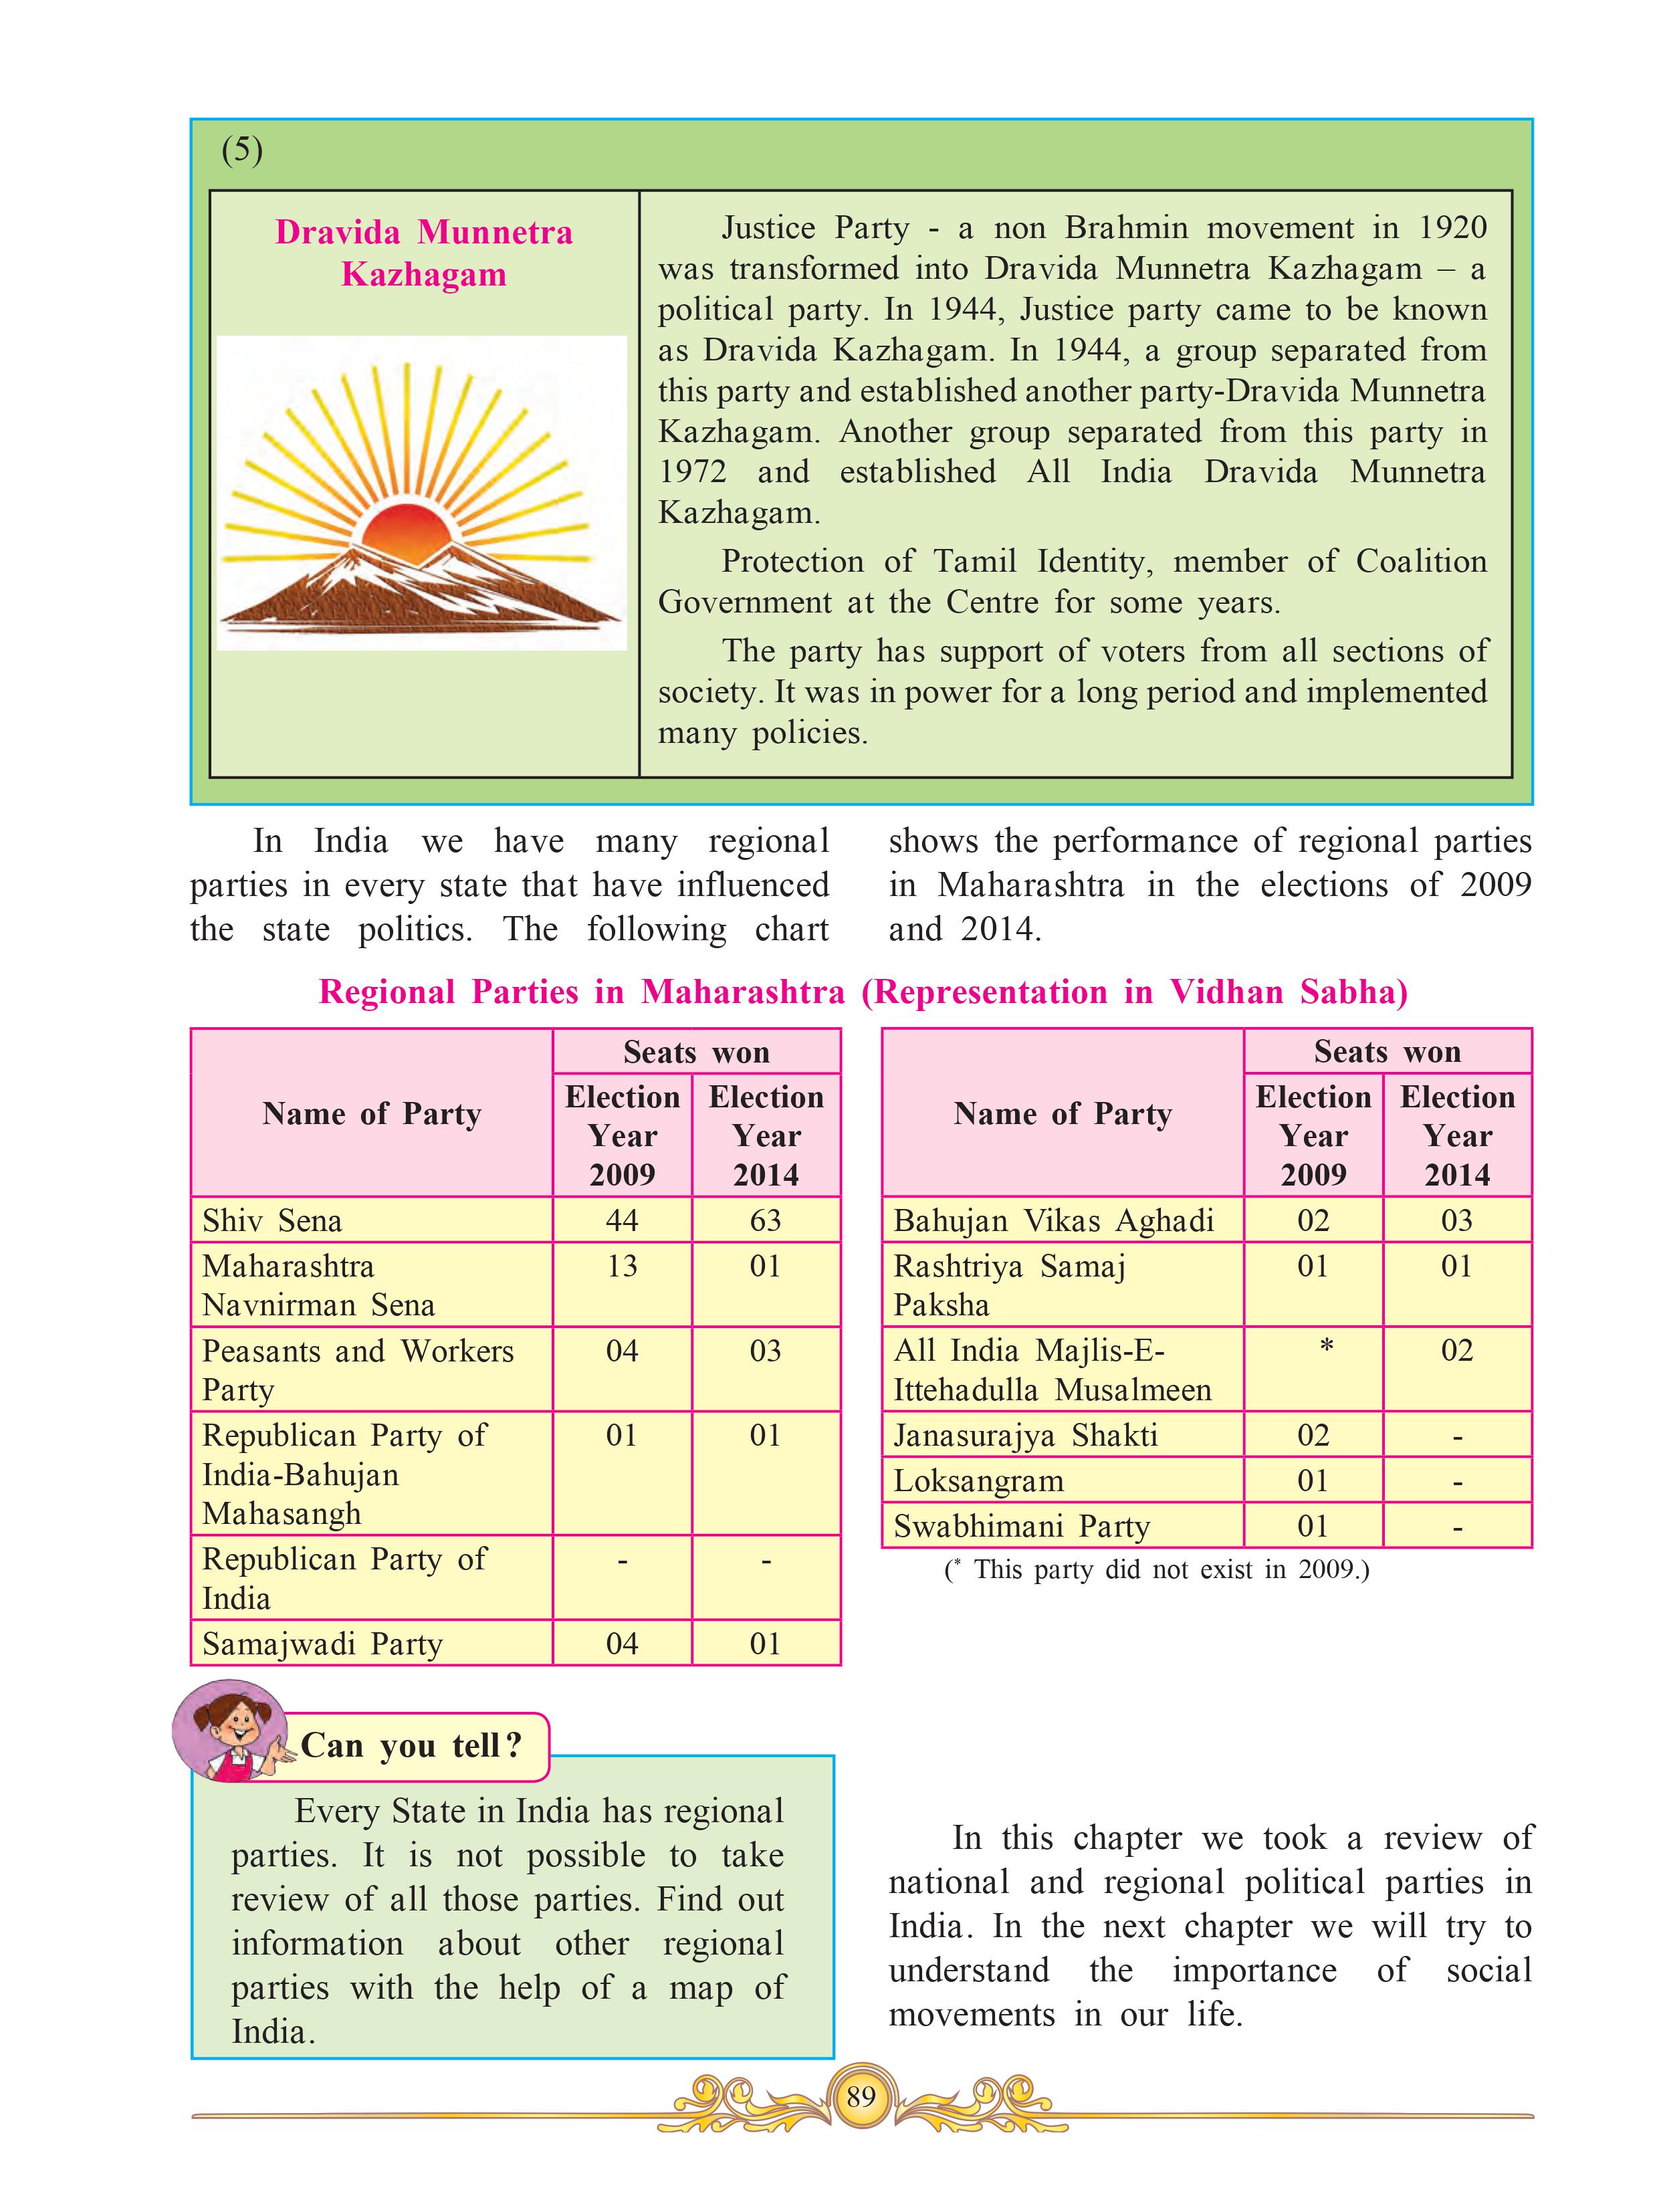 (5)
Dravida Munnetra
Kazhagam
Justice Party - a non Brahmin movement in 1920
was transformed into Dravida Munnetra Kazhagam – a
political party. In 1944, Justice party came to be known
as Dravida Kazhagam. In 1944, a group separated from
this party and established another party-Dravida Munnetra
Kazhagam. Another group separated from this party in
1972 and established All India Dravida Munnetra
Kazhagam.
Protection of Tamil Identity, member of Coalition
Government at the Centre for some years.
The party has support of voters from all sections of
society. It was in power for a long period and implemented
many policies.
In India we have many regional
parties in every state that have influenced
the state politics. The following chart
shows the performance of regional parties
in Maharashtra in the elections of 2009
and 2014.
Regional Parties in Maharashtra (Representation in Vidhan Sabha)
Name of Party
Seats won
Election Year 2009
Election Year 2014
Shiv Sena 44 63
Maharashtra 13 01
Navnirman Sena
Peasants and Workers 04 03
Party
Republican Party of 01 01
India-Bahujan
Mahasangh
Republican Party of - -
India
Samajwadi Party 04 01
Name of Party
Seats won
Election Year 2009
Election Year 2014
Bahujan Vikas Aghadi 02 03
Rashtriya Samaj 01 01
Paksha
All India Majlis-E- * 02
Ittehadulla Musalmeen
Janasurajya Shakti 02 -
Loksangram 01 -
Swabhimani Party 01 -
(* This party did not exist in 2009.)
Can you tell?
Every State in India has regional
parties. It is not possible to take
review of all those parties. Find out
information about other regional
parties with the help of a map of
India.
In this chapter we took a review of
national and regional political parties in
India. In the next chapter we will try to
understand the importance of social
movements in our life.
89